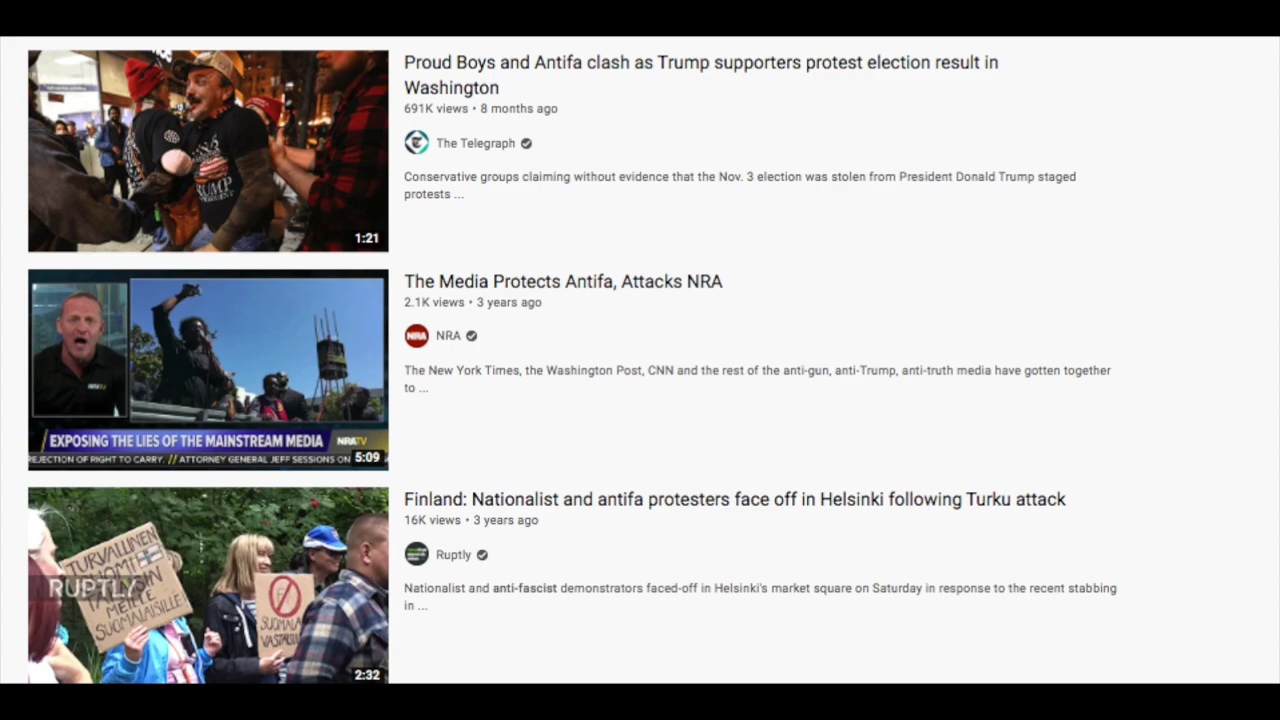 Proud Boys and Antifa clash as Trump supporters protest election result in
Washington
691K views • 8 months ago
The Telegraph
Conservative groups claiming without evidence that the Nov. 3 election was stolen from President Donald Trump staged
protests ...
TRUMP
1:21
The Media Protects Antifa, Attacks NRA
2.1K views • 3 years ago
NRA
NRA
The New York Times, the Washington Post, CNN and the rest of the anti-gun, anti-Trump, anti-truth media have gotten together
to ...
EXPOSING THE LIES OF THE MAINSTREAM MEDIA
NRATV
REJECTION OF RIGHT TO CARRY. // ATTORNEY GENERAL JEFF SESSIONS ON
5:09
Finland: Nationalist and antifa protesters face off in Helsinki following Turku attack
16K views • 3 years ago
Ruptly
Nationalist and anti-fascist demonstrators faced-off in Helsinki's market square on Saturday in response to the recent stabbing
in ...
TURVALLINEN
RUPTLY
MEILLE
SUOMALAISILLE!
2:32